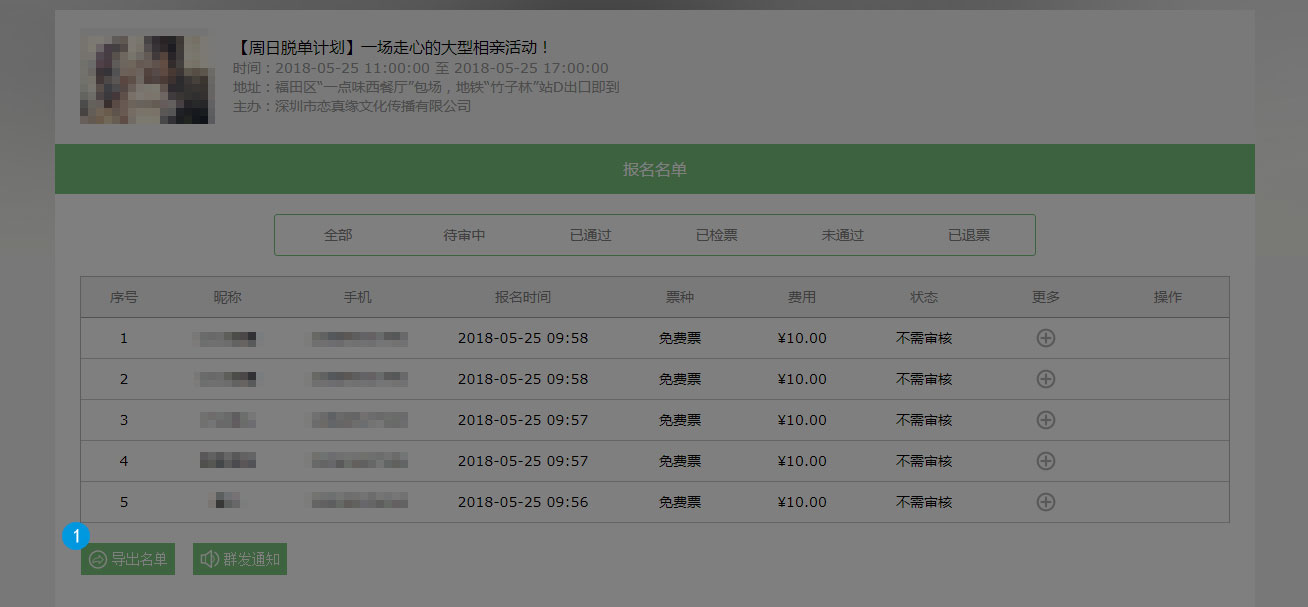 【周日脱单计划】一场走心的大型相亲活动！
时间：2018-05-25 11:00:00 至 2018-05-25 17:00:00
地址：福田区“一点味西餐厅”包场，地铁“竹子林”站D出口即到
主办：深圳市恋真缘文化传播有限公司
报名名单
全部 待审中 已通过 已检票 未通过 已退票
序号 昵称 手机 报名时间 票种 费用 状态 更多 操作
1 2018-05-25 09:58 免费票 ¥10.00 不需审核
2 2018-05-25 09:58 免费票 ¥10.00 不需审核
3 2018-05-25 09:57 免费票 ¥10.00 不需审核
4 2018-05-25 09:57 免费票 ¥10.00 不需审核
5 2018-05-25 09:56 免费票 ¥10.00 不需审核
1
导出名单 群发通知